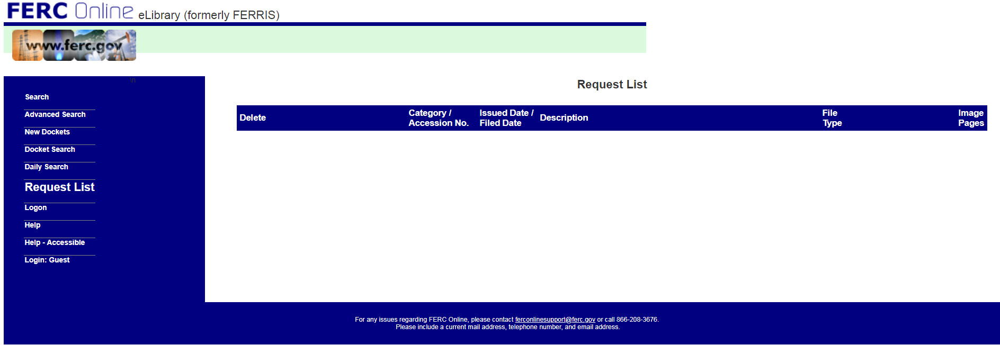 FERC Online eLibrary (formerly FERRIS)
www.ferc.gov
\n
Search
Advanced Search
New Dockets
Docket Search
Daily Search
Request List
Logon
Help
Help - Accessible
Login: Guest
Request List
Delete
Category /
Accession No.
Issued Date /
Filed Date
Description
File
Type
Image
Pages
For any issues regarding FERC Online, please contact ferconlinesupport@ferc.gov or call 866-208-3676.
Please include a current mail address, telephone number, and email address.